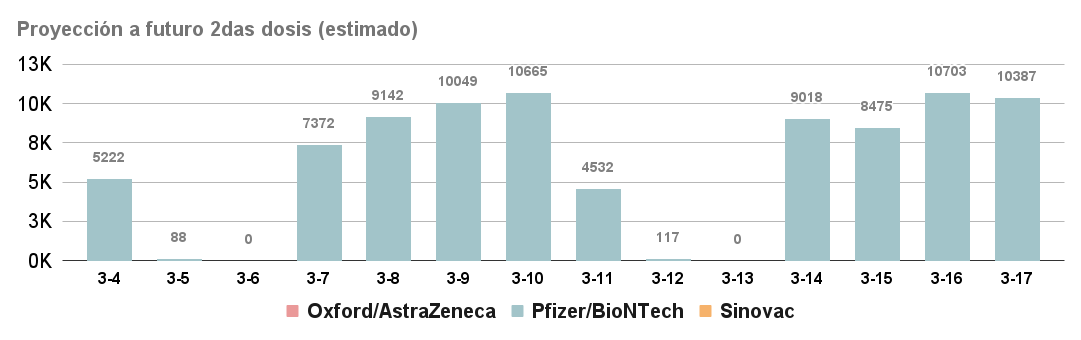 Proyección a futuro 2das dosis (estimado)
13K
10K
8K
5K
3K
0K
5222
88
0
7372
9142
10049
10665
4532
117
0
9018
8475
10703
10387
3-4 3-5 3-6 3-7 3-8 3-9 3-10 3-11 3-12 3-13 3-14 3-15 3-16 3-17
Oxford/AstraZeneca Pfizer/BioNTech Sinovac